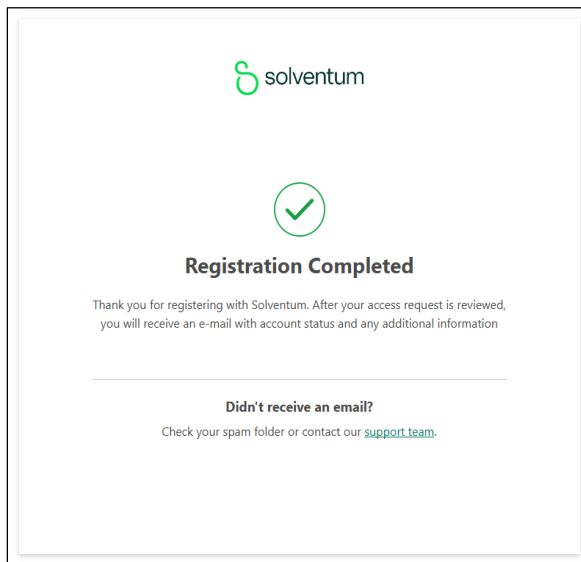 solventum
Registration Completed
Thank you for registering with Solventum. After your access request is reviewed,
you will receive an e-mail with account status and any additional information
Didn't receive an email?
Check your spam folder or contact our support team.